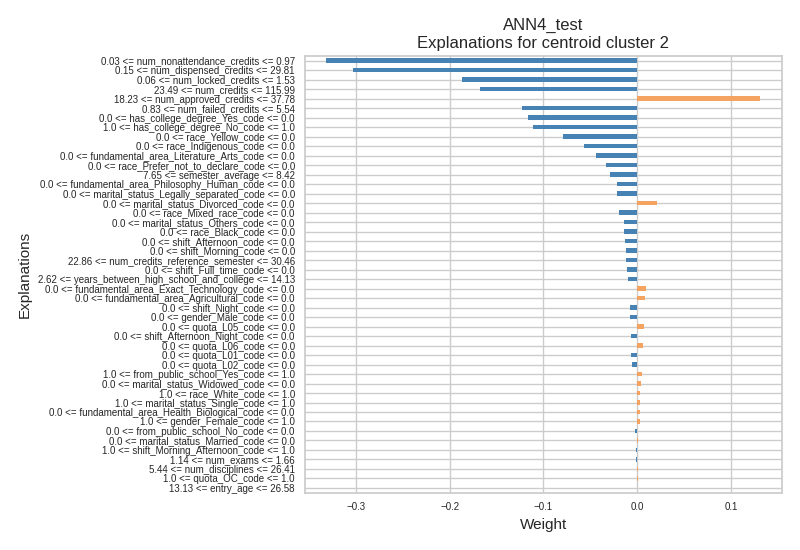 ANN4_test
Explanations for centroid cluster 2
0.03 <= num_nonattendance_credits <= 0.97
0.15 <= num_dispensed_credits <= 29.81
0.06 <= num_locked_credits <= 1.53
23.49 <= num_credits <= 115.99
18.23 <= num_approved_credits <= 37.78
0.83 <= num_failed_credits <= 5.54
0.0 <= has_college_degree_Yes_code <= 0.0
1.0 <= has_college_degree_No_code <= 1.0
0.0 <= race_Yellow_code <= 0.0
0.0 <= race_Indigenous_code <= 0.0
0.0 <= fundamental_area_Literature_Arts_code <= 0.0
0.0 <= race_Prefer_not_to_declare_code <= 0.0
7.65 <= semester_average <= 8.42
0.0 <= fundamental_area_Philosophy_Human_code <= 0.0
0.0 <= marital_status_Legally_separated_code <= 0.0
0.0 <= marital_status_Divorced_code <= 0.0
0.0 <= race_Mixed_race_code <= 0.0
0.0 <= marital_status_Others_code <= 0.0
0.0 <= race_Black_code <= 0.0
0.0 <= shift_Afternoon_code <= 0.0
0.0 <= shift_Morning_code <= 0.0
22.86 <= num_credits_reference_semester <= 30.46
0.0 <= shift_Full_time_code <= 0.0
2.62 <= years_between_high_school_and_college <= 14.13
0.0 <= fundamental_area_Exact_Technology_code <= 0.0
0.0 <= fundamental_area_Agricultural_code <= 0.0
0.0 <= shift_Night_code <= 0.0
0.0 <= gender_Male_code <= 0.0
0.0 <= quota_L05_code <= 0.0
0.0 <= shift_Afternoon_Night_code <= 0.0
0.0 <= quota_L06_code <= 0.0
0.0 <= quota_L01_code <= 0.0
0.0 <= quota_L02_code <= 0.0
1.0 <= from_public_school_Yes_code <= 1.0
0.0 <= marital_status_Widowed_code <= 0.0
1.0 <= race_White_code <= 1.0
1.0 <= marital_status_Single_code <= 1.0
0.0 <= fundamental_area_Health_Biological_code <= 0.0
1.0 <= gender_Female_code <= 1.0
0.0 <= from_public_school_No_code <= 0.0
0.0 <= marital_status_Married_code <= 0.0
1.0 <= shift_Morning_Afternoon_code <= 1.0
1.14 <= num_exams <= 1.66
5.44 <= num_disciplines <= 26.41
1.0 <= quota_OC_code <= 1.0
13.13 <= entry_age <= 26.58
Explanations
−0.3 −0.2 −0.1 0.0 0.1
Weight